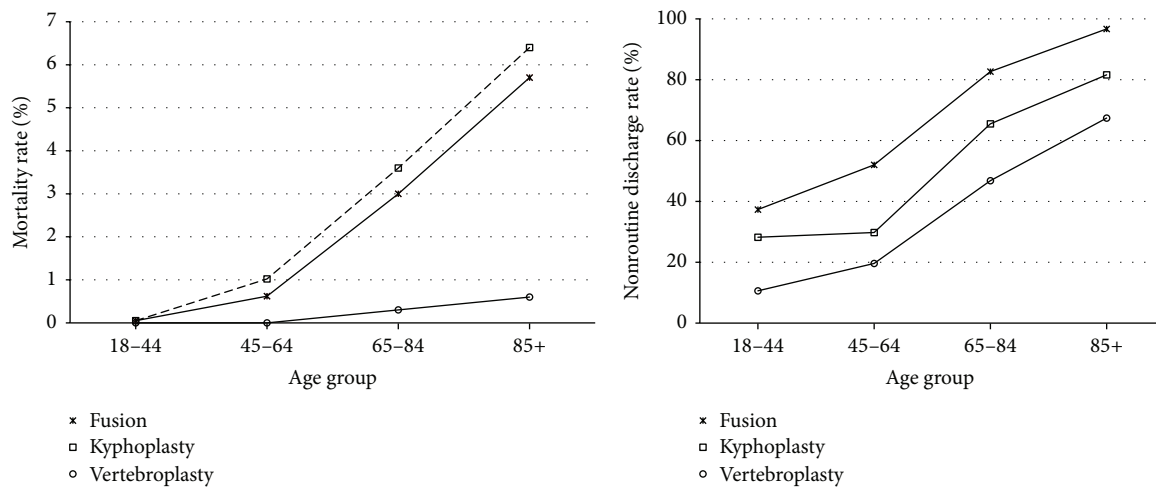 Mortality rate (%)
7
6
5
4
3
2
1
0
18–44 45–64 65–84 85+
Age group
Fusion
Kyphoplasty
Vertebroplasty
Nonroutine discharge rate (%)
100
80
60
40
20
0
18–44 45–64 65–84 85+
Age group
Fusion
Kyphoplasty
Vertebroplasty